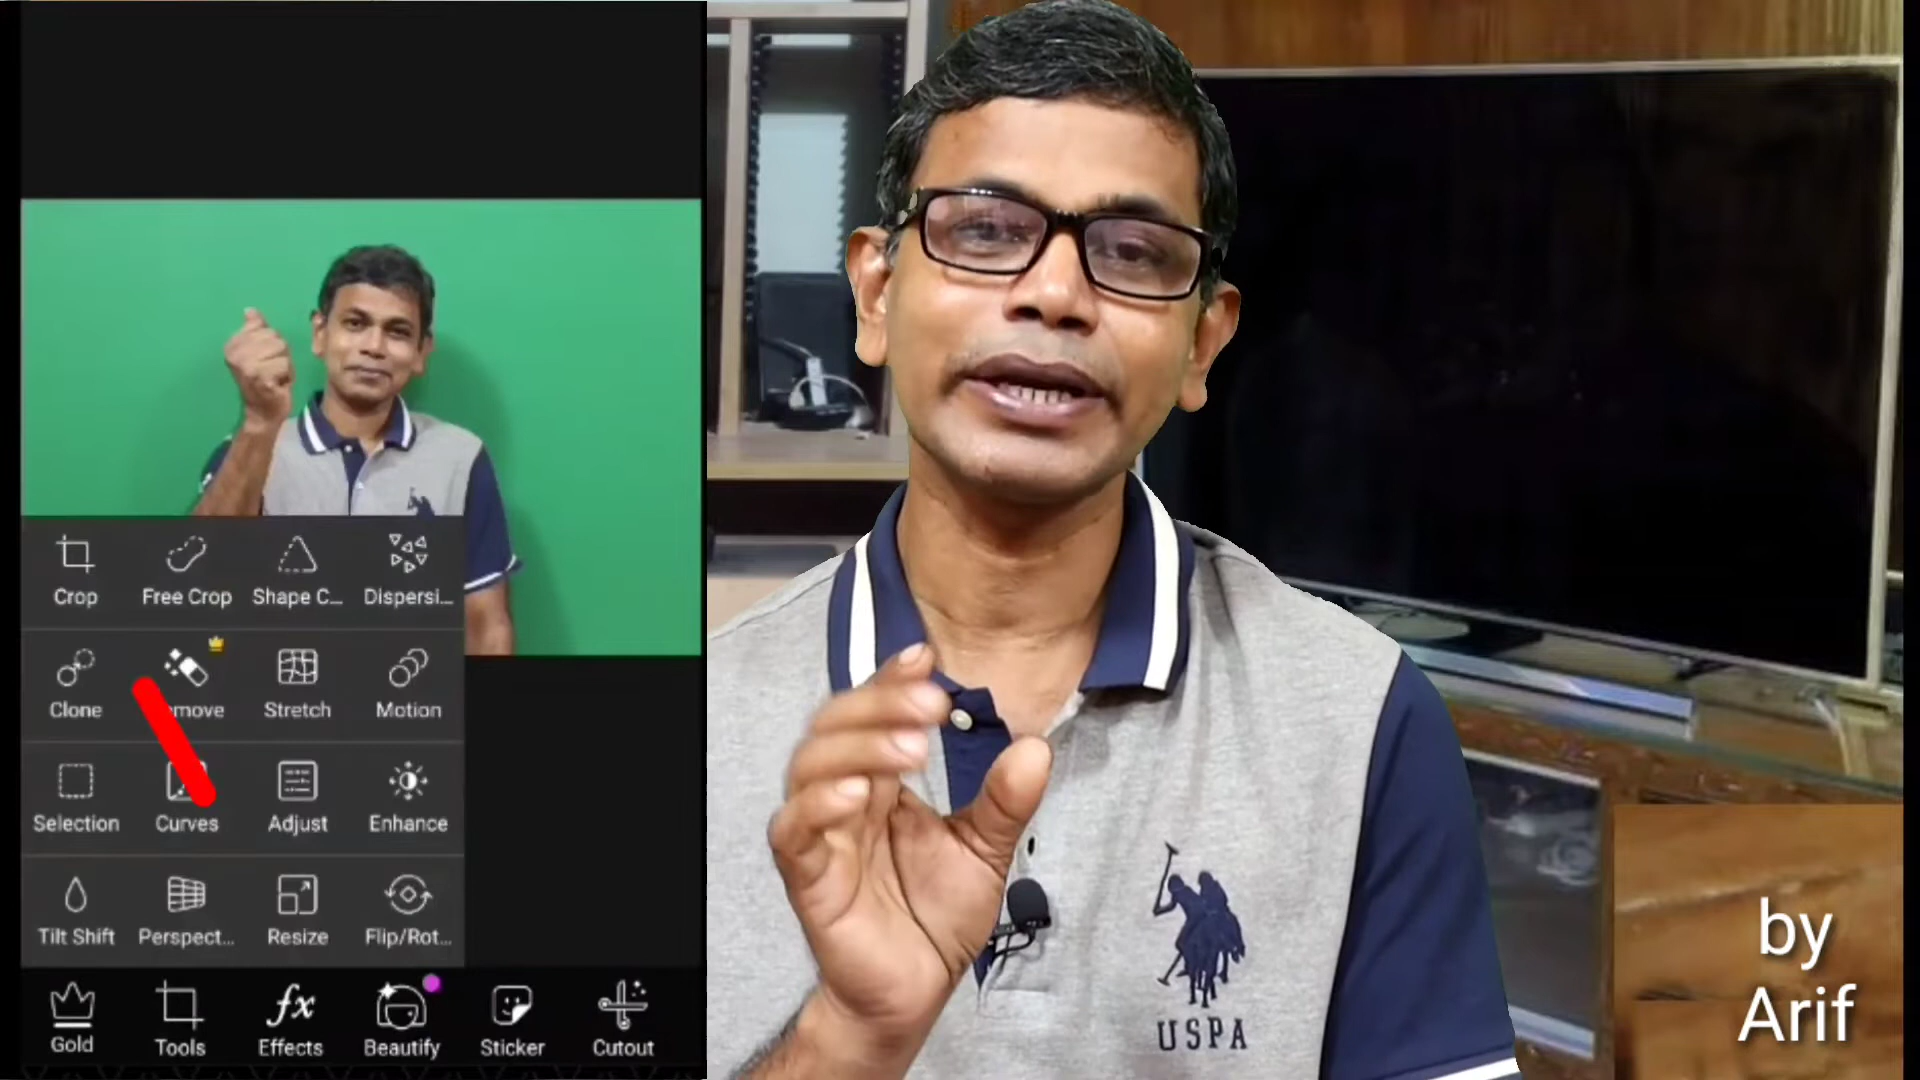 Crop Free Crop Shape C... Dispersi...
Clone move Stretch Motion
Selection Curves Adjust Enhance
Tilt Shift Perspect... Resize Flip/Rot...
Gold Tools fx Effects Beautify Sticker Cutout
USPA
by
Arif